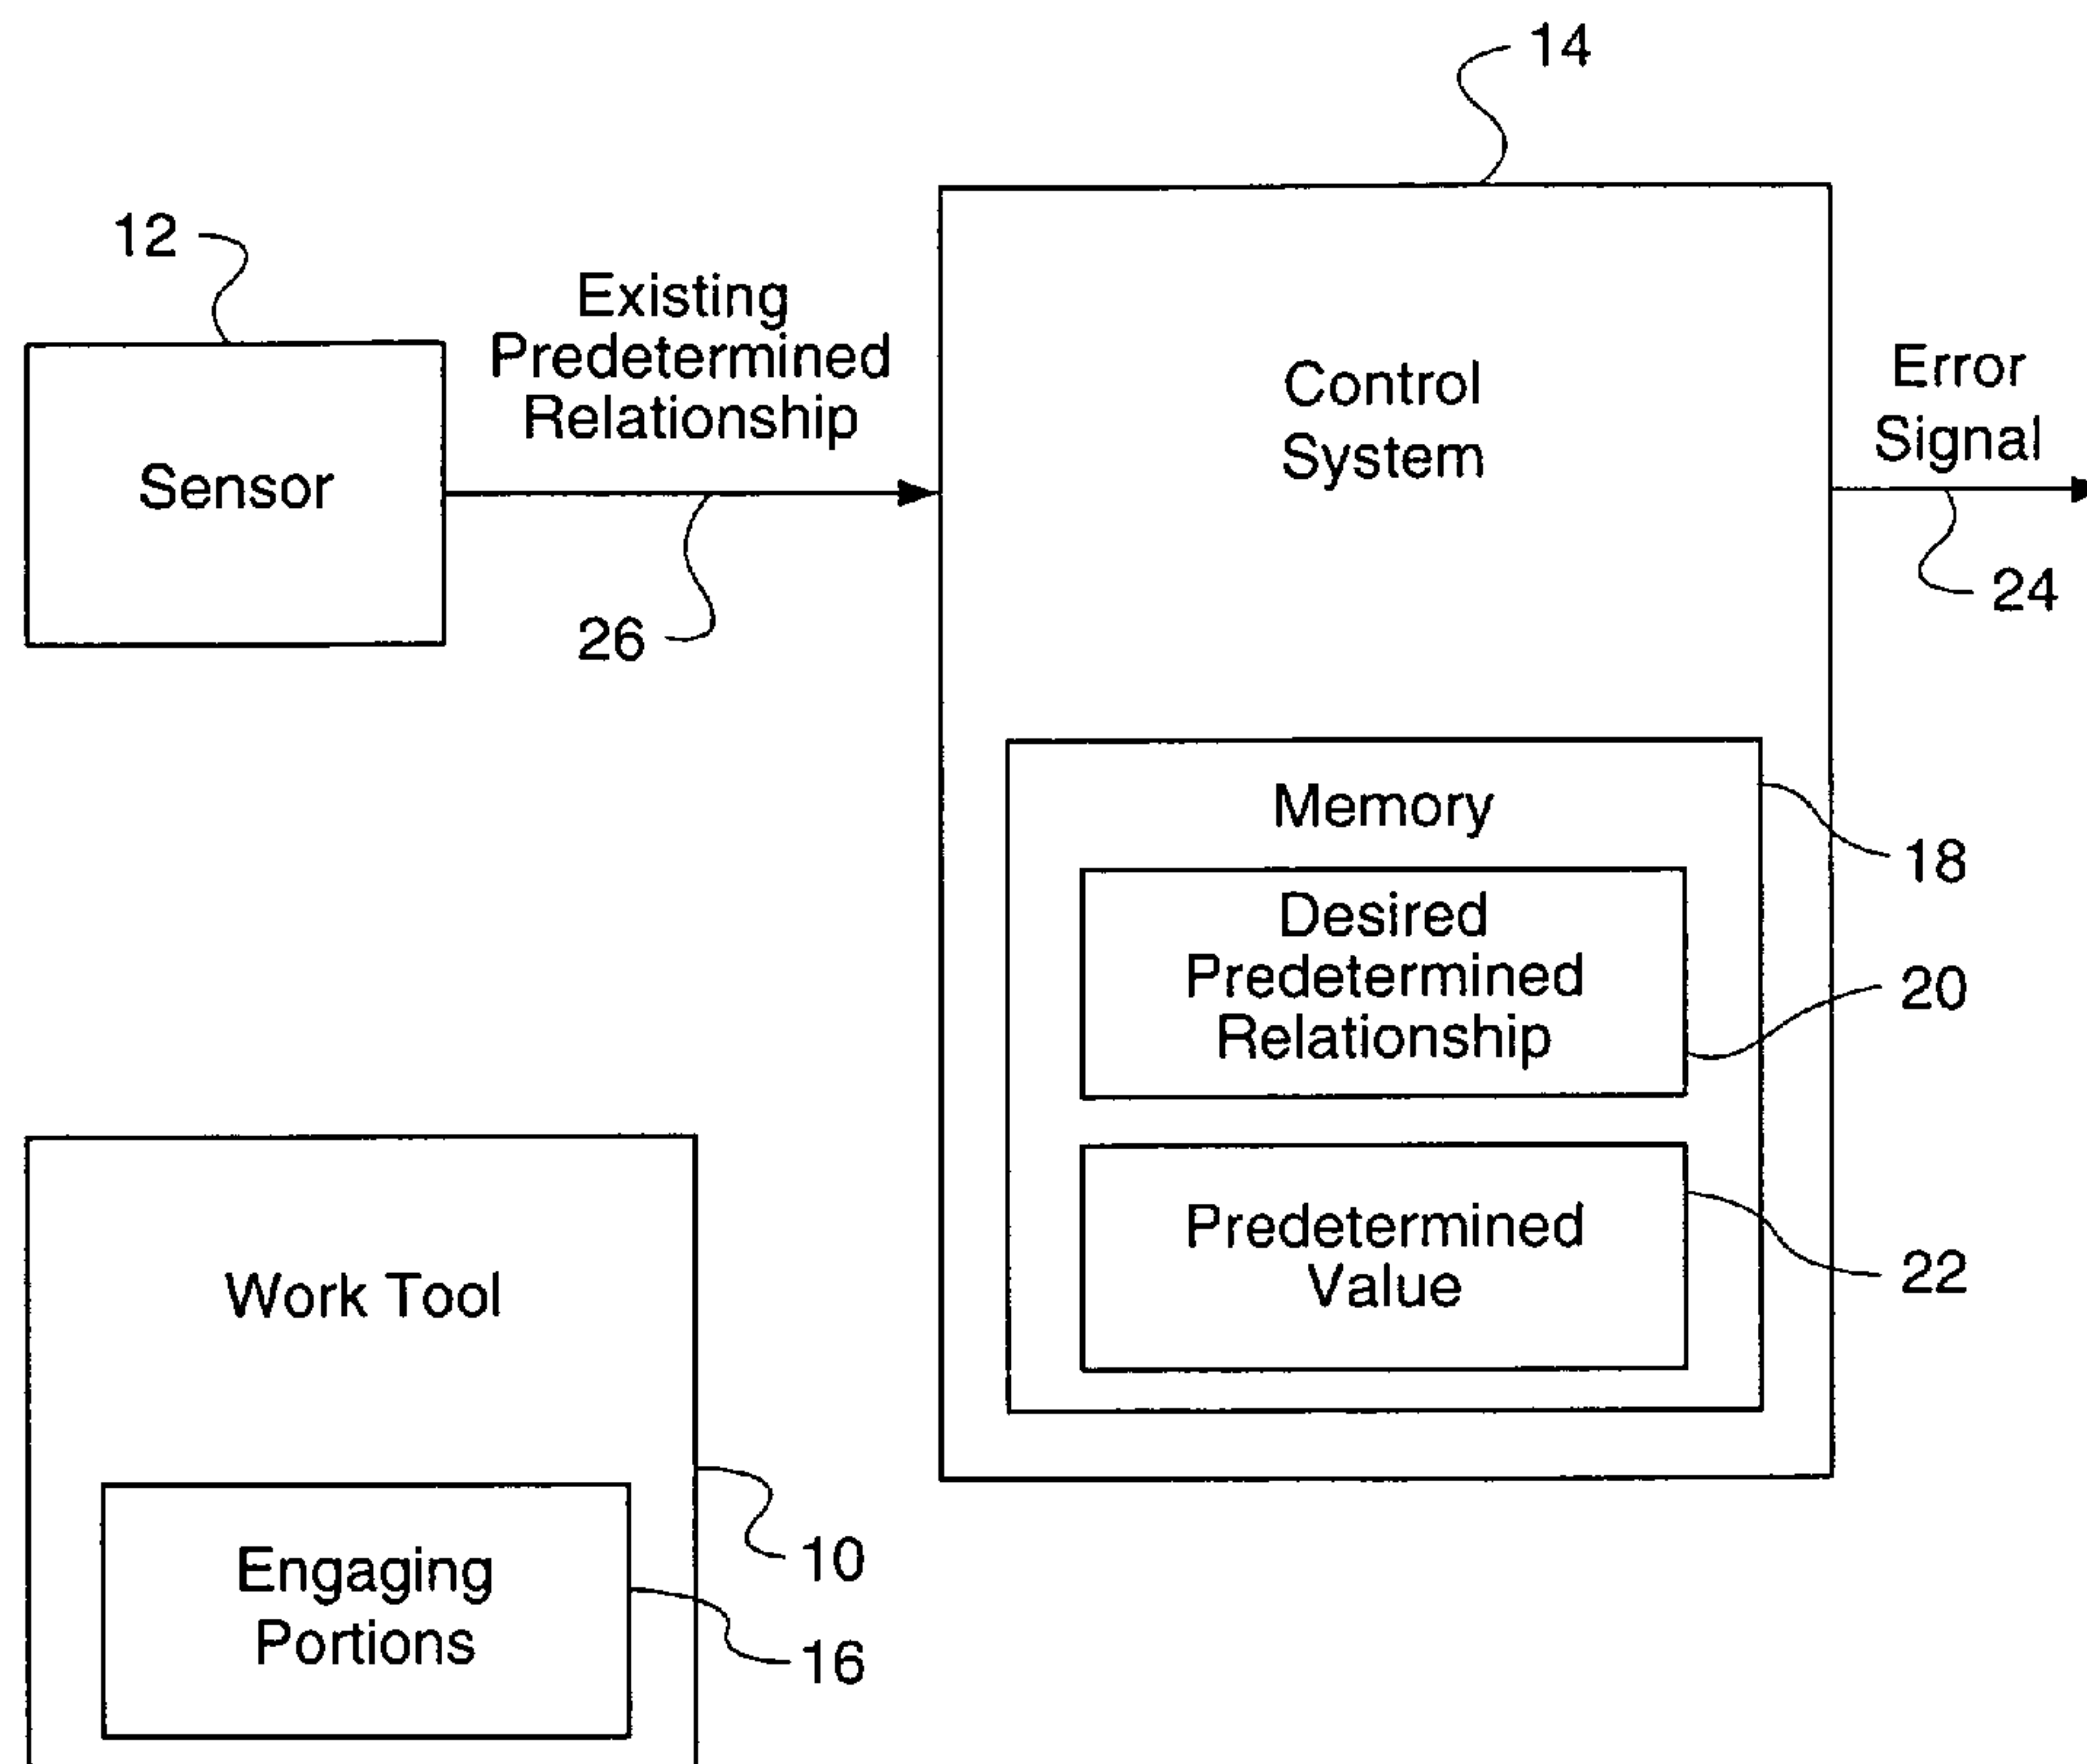 14
12
Existing
Predetermined
Relationship
Sensor
26
Control
System
Error
Signal
24
Memory
18
Desired
Predetermined
Relationship
20
Predetermined
Value
22
Work Tool
10
Engaging
Portions
16